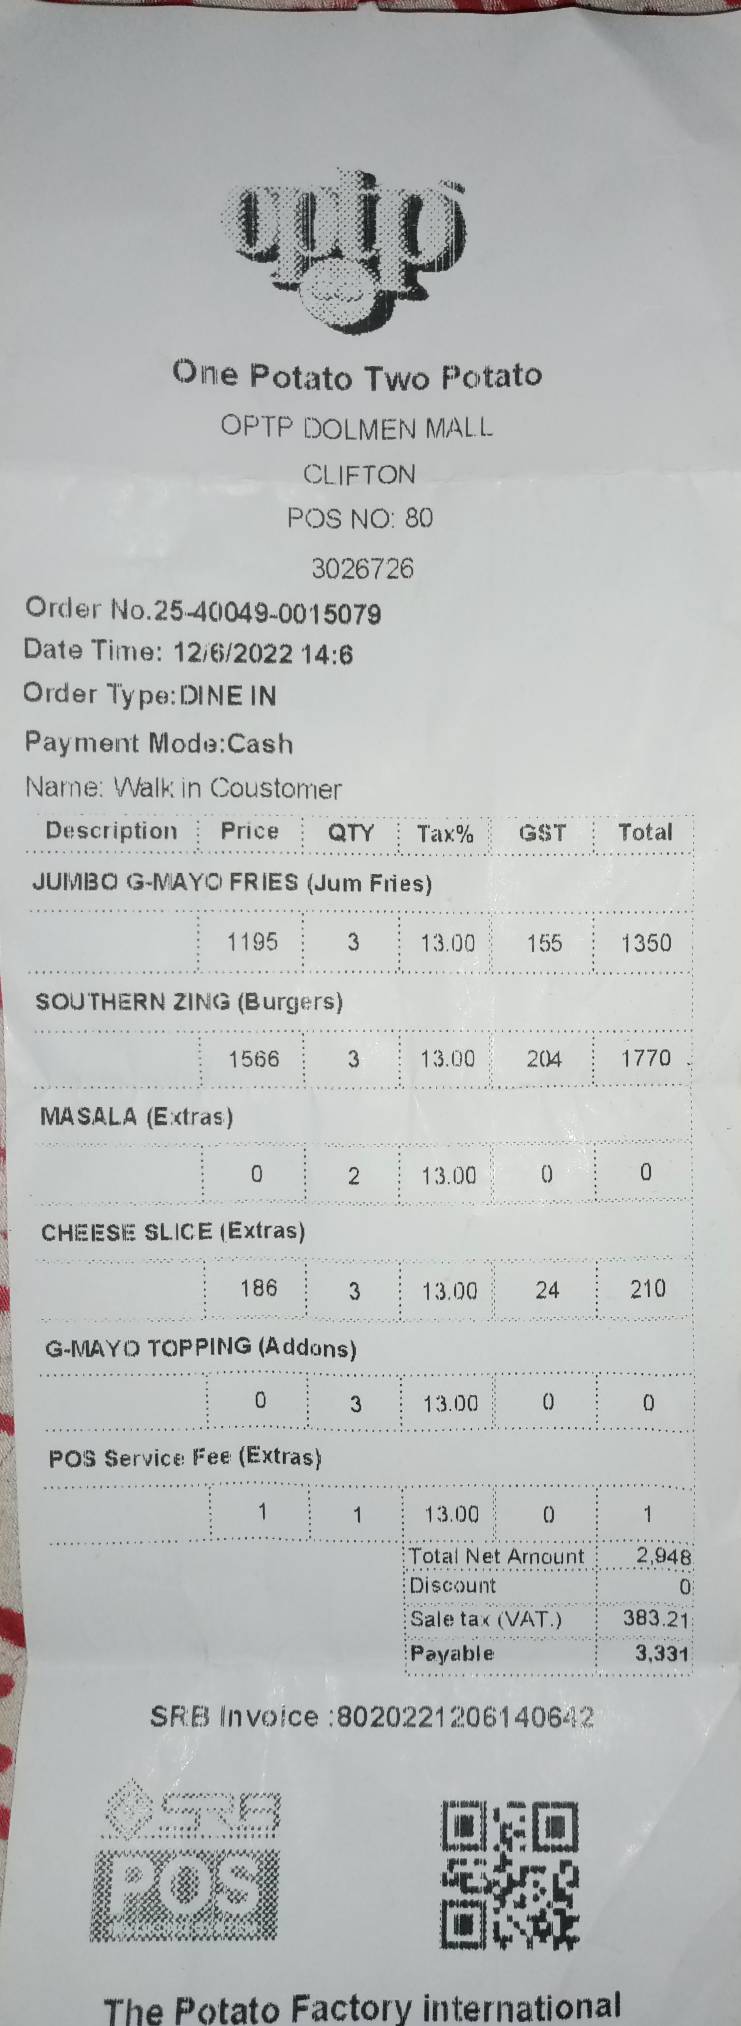 optp
One Potato Two Potato
OPTP DOLMEN MALL
CLIFTON
POS NO: 80
3026726
Order No.25-40049-0015079
Date Time: 12/6/2022 14:6
Order Type:DINE IN
Payment Mode:Cash
Name: Walk in Coustomer
Description Price QTY Tax% GST Total
JUMBO G-MAYO FRIES (Jum Fries)
1195 3 13.00 155 1350
SOUTHERN ZING (Burgers)
1566 3 13.00 204 1770
MASALA (Extras)
0 2 13.00 0 0
CHEESE SLICE (Extras)
186 3 13.00 24 210
G-MAYO TOPPING (Addons)
0 3 13.00 0 0
POS Service Fee (Extras)
1 1 13.00 0 1
Total Net Amount 2,948
Discount 0
Sale tax (VAT.) 383.21
Payable 3,331
SRB Invoice :8020221206140642
POS
The Potato Factory international